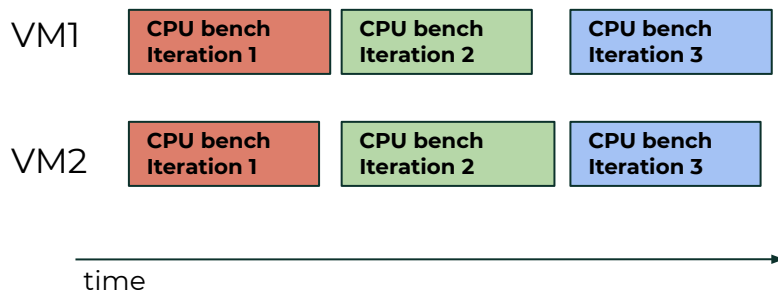 VM1
CPU bench
Iteration 1
CPU bench
Iteration 2
CPU bench
Iteration 3
VM2
CPU bench
Iteration 1
CPU bench
Iteration 2
CPU bench
Iteration 3
time